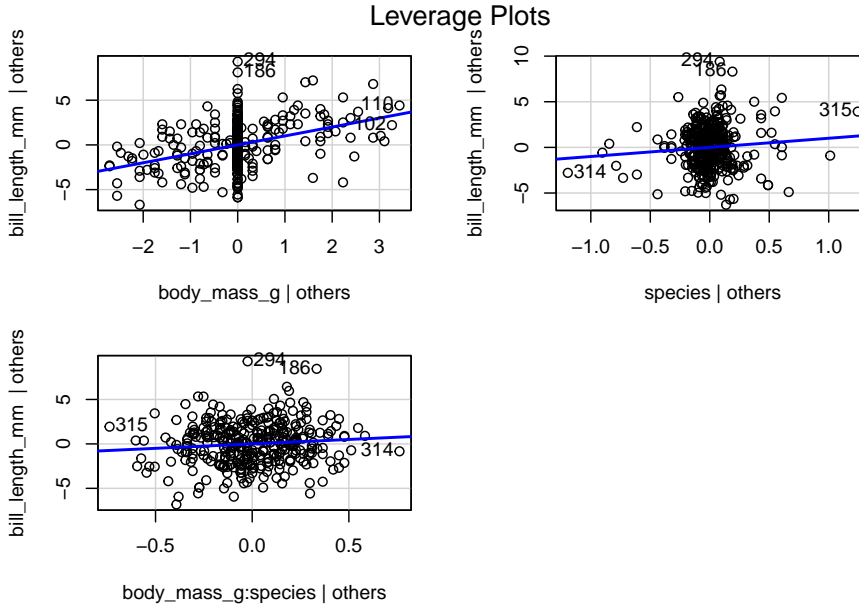 Leverage Plots
bill_length_mm | others
5
0
−5
294
186
110
102
−2 −1 0 1 2 3
body_mass_g | others
bill_length_mm | others
10
5
0
−5
294
186
315
314
−1.0 −0.5 0.0 0.5 1.0
species | others
bill_length_mm | others
5
0
−5
294
186
315
314
−0.5 0.0 0.5
body_mass_g:species | others